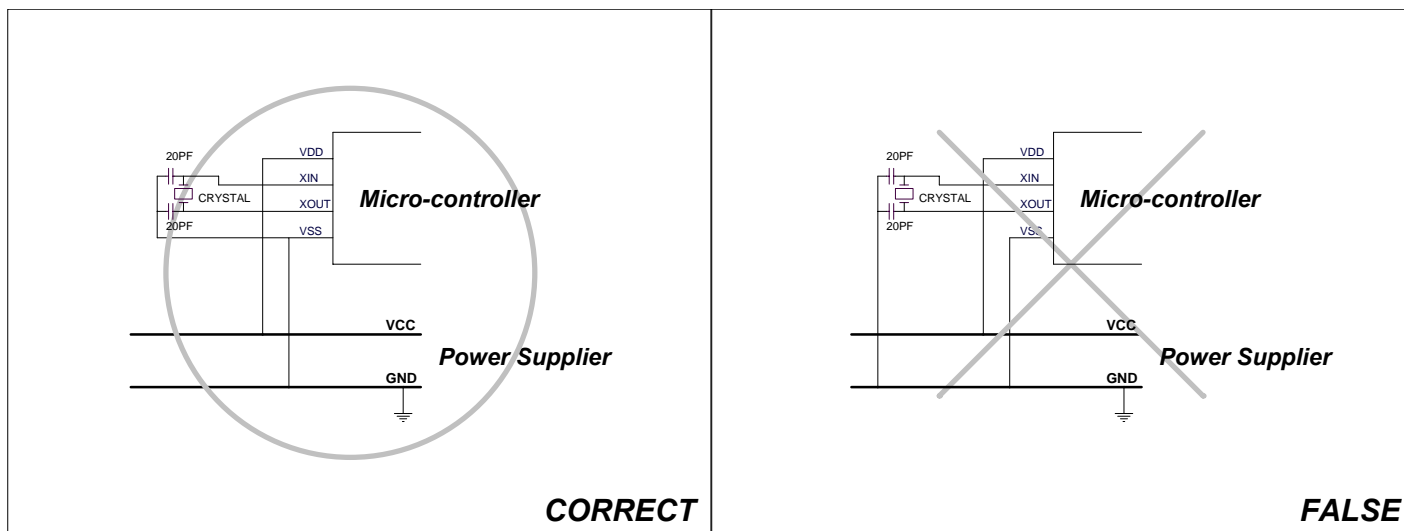 20PF
VDD
XIN
CRYSTAL
XOUT
20PF
VSS
Micro-controller
VCC
Power Supplier
GND
CORRECT
20PF
VDD
XIN
CRYSTAL
XOUT
20PF
VSS
Micro-controller
VCC
Power Supplier
GND
FALSE